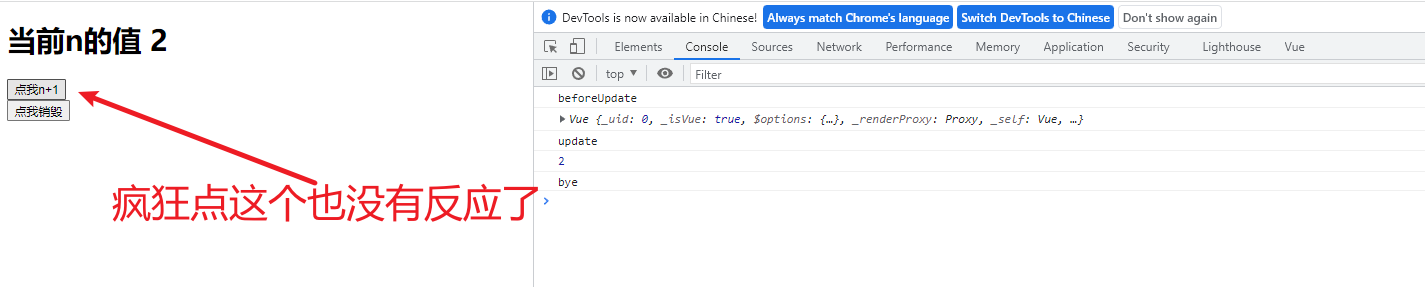 当前n的值 2
点我n+1
点我销毁
疯狂点这个也没有反应了
DevTools is now available in Chinese! Always match Chrome's language Switch DevTools to Chinese Don't show again
Elements Console Sources Network Performance Memory Application Security Lighthouse Vue
top ▼ Filter
beforeUpdate
▶ Vue {_uid: 0, _isVue: true, $options: {…}, _renderProxy: Proxy, _self: Vue, …}
update
2
bye
>